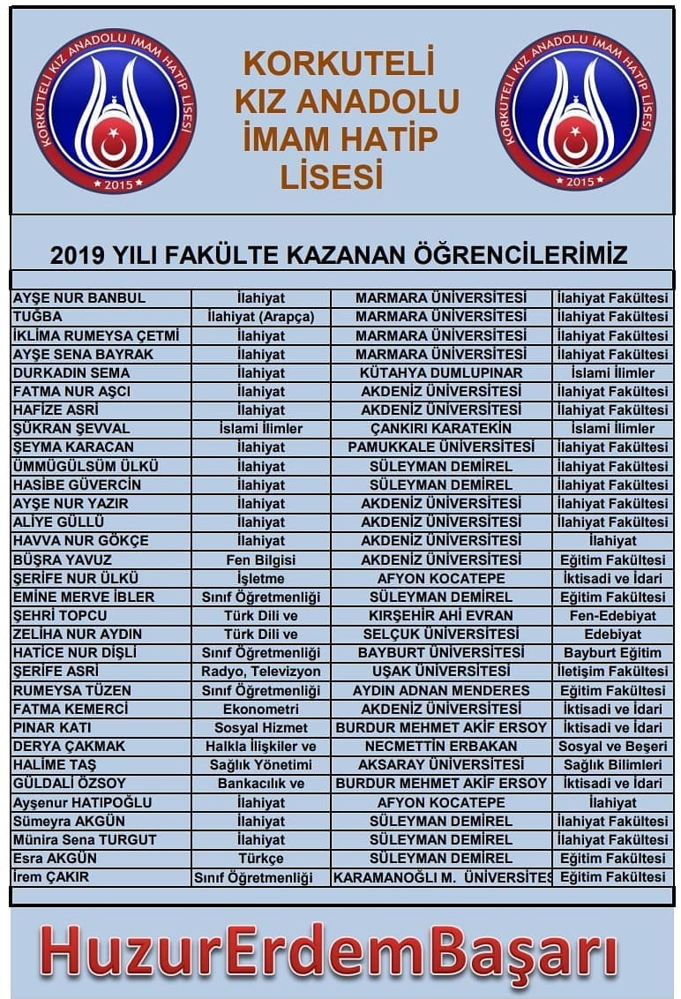 KORKUTELİ KIZ ANADOLU İMAM HATİP LİSESİ
2015
KORKUTELİ
KIZ ANADOLU
İMAM HATİP
LİSESİ
KORKUTELİ KIZ ANADOLU İMAM HATİP LİSESİ
2015
2019 YILI FAKÜLTE KAZANAN ÖĞRENCİLERİMİZ
AYŞE NUR BANBUL İlahiyat MARMARA ÜNİVERSİTESİ İlahiyat Fakültesi
TUĞBA İlahiyat (Arapça) MARMARA ÜNİVERSİTESİ İlahiyat Fakültesi
İKLİMA RUMEYSA ÇETMİ İlahiyat MARMARA ÜNİVERSİTESİ İlahiyat Fakültesi
AYŞE SENA BAYRAK İlahiyat MARMARA ÜNİVERSİTESİ İlahiyat Fakültesi
DURKADIN SEMA İlahiyat KÜTAHYA DUMLUPINAR İslami İlimler
FATMA NUR AŞCI İlahiyat AKDENİZ ÜNİVERSİTESİ İlahiyat Fakültesi
HAFİZE ASRİ İlahiyat AKDENİZ ÜNİVERSİTESİ İlahiyat Fakültesi
ŞÜKRAN ŞEVVAL İslami İlimler ÇANKIRI KARATEKİN İslami İlimler
ŞEYMA KARACAN İlahiyat PAMUKKALE ÜNİVERSİTESİ İlahiyat Fakültesi
ÜMMÜGÜLSÜM ÜLKÜ İlahiyat SÜLEYMAN DEMİREL İlahiyat Fakültesi
HASİBE GÜVERCİN İlahiyat SÜLEYMAN DEMİREL İlahiyat Fakültesi
AYŞE NUR YAZIR İlahiyat AKDENİZ ÜNİVERSİTESİ İlahiyat Fakültesi
ALİYE GÜLLÜ İlahiyat AKDENİZ ÜNİVERSİTESİ İlahiyat Fakültesi
HAVVA NUR GÖKÇE İlahiyat AKDENİZ ÜNİVERSİTESİ İlahiyat
BÜŞRA YAVUZ Fen Bilgisi AKDENİZ ÜNİVERSİTESİ Eğitim Fakültesi
ŞERİFE NUR ÜLKÜ İşletme AFYON KOCATEPE İktisadi ve İdari
EMİNE MERVE İBLER Sınıf Öğretmenliği SÜLEYMAN DEMİREL Eğitim Fakültesi
ŞEHRİ TOPCU Türk Dili ve KIRŞEHİR AHİ EVRAN Fen-Edebiyat
ZELİHA NUR AYDIN Türk Dili ve SELÇUK ÜNİVERSİTESİ Edebiyat
HATİCE NUR DİŞLİ Sınıf Öğretmenliği BAYBURT ÜNİVERSİTESİ Bayburt Eğitim
ŞERİFE ASRİ Radyo, Televizyon UŞAK ÜNİVERSİTESİ İletişim Fakültesi
RUMEYSA TÜZEN Sınıf Öğretmenliği AYDIN ADNAN MENDERES Eğitim Fakültesi
FATMA KEMERCİ Ekonometri AKDENİZ ÜNİVERSİTESİ İktisadi ve İdari
PINAR KATI Sosyal Hizmet BURDUR MEHMET AKİF ERSOY İktisadi ve İdari
DERYA ÇAKMAK Halkla İlişkiler ve NECMETTİN ERBAKAN Sosyal ve Beşeri
HALİME TAŞ Sağlık Yönetimi AKSARAY ÜNİVERSİTESİ Sağlık Bilimleri
GÜLDALİ ÖZSOY Bankacılık ve BURDUR MEHMET AKİF ERSOY İktisadi ve İdari
Ayşenur HATIPOĞLU İlahiyat AFYON KOCATEPE İlahiyat
Sümeyra AKGÜN İlahiyat SÜLEYMAN DEMİREL İlahiyat Fakültesi
Münira Sena TURGUT İlahiyat SÜLEYMAN DEMİREL İlahiyat Fakültesi
Esra AKGÜN Türkçe SÜLEYMAN DEMİREL Eğitim Fakültesi
İrem ÇAKIR Sınıf Öğretmenliği KARAMANOĞLI M. ÜNİVERSİTES Eğitim Fakültesi
HuzurErdemBaşarı